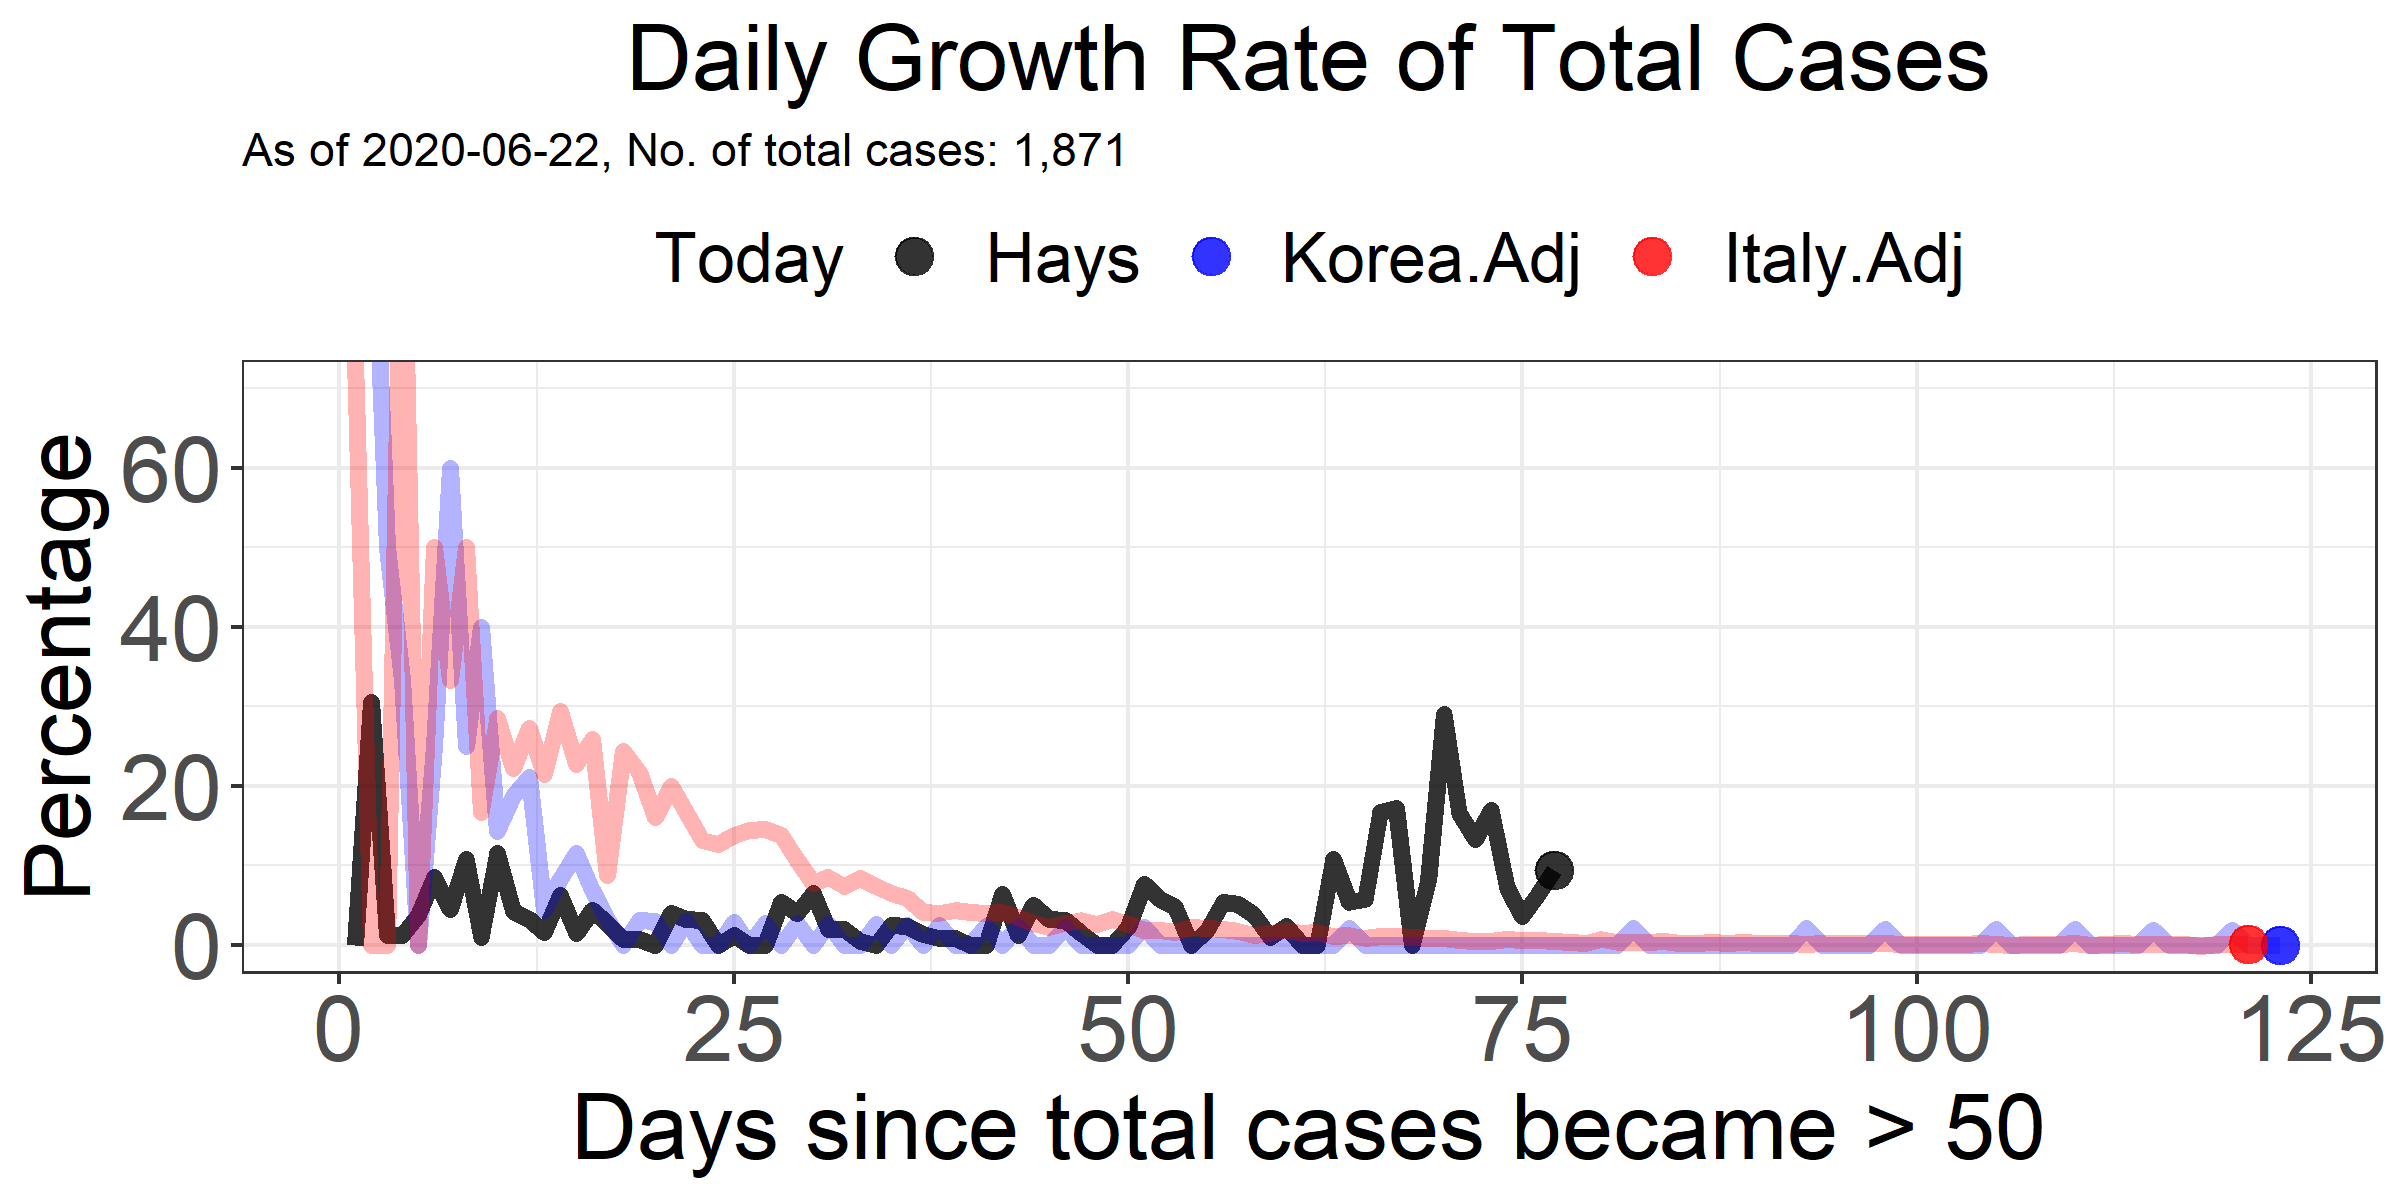 Daily Growth Rate of Total Cases
As of 2020-06-22, No. of total cases: 1,871
Today Hays Korea.Adj Italy.Adj
Percentage
60
40
20
0
0 25 50 75 100 125
Days since total cases became > 50